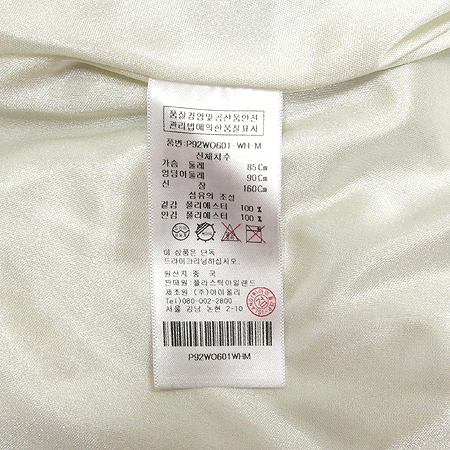 품질경영및공산품안전
관리법에의한품질표시
품번:P92WO601-WH-M
신체치수
가슴 둘레 85Cm
엉덩이둘레 90Cm
신 장 160Cm
섬유의 조성
겉감 폴리에스터 100 %
안감 폴리에스터 100 %
이 상품은 단독
드라이크리닝하십시오.
원산지:중 국
판매원:플라스틱아일랜드
제조원:(주)아이올리
Tel)080-002-2800
서울 강남 논현 2-10
P92WO601WHM